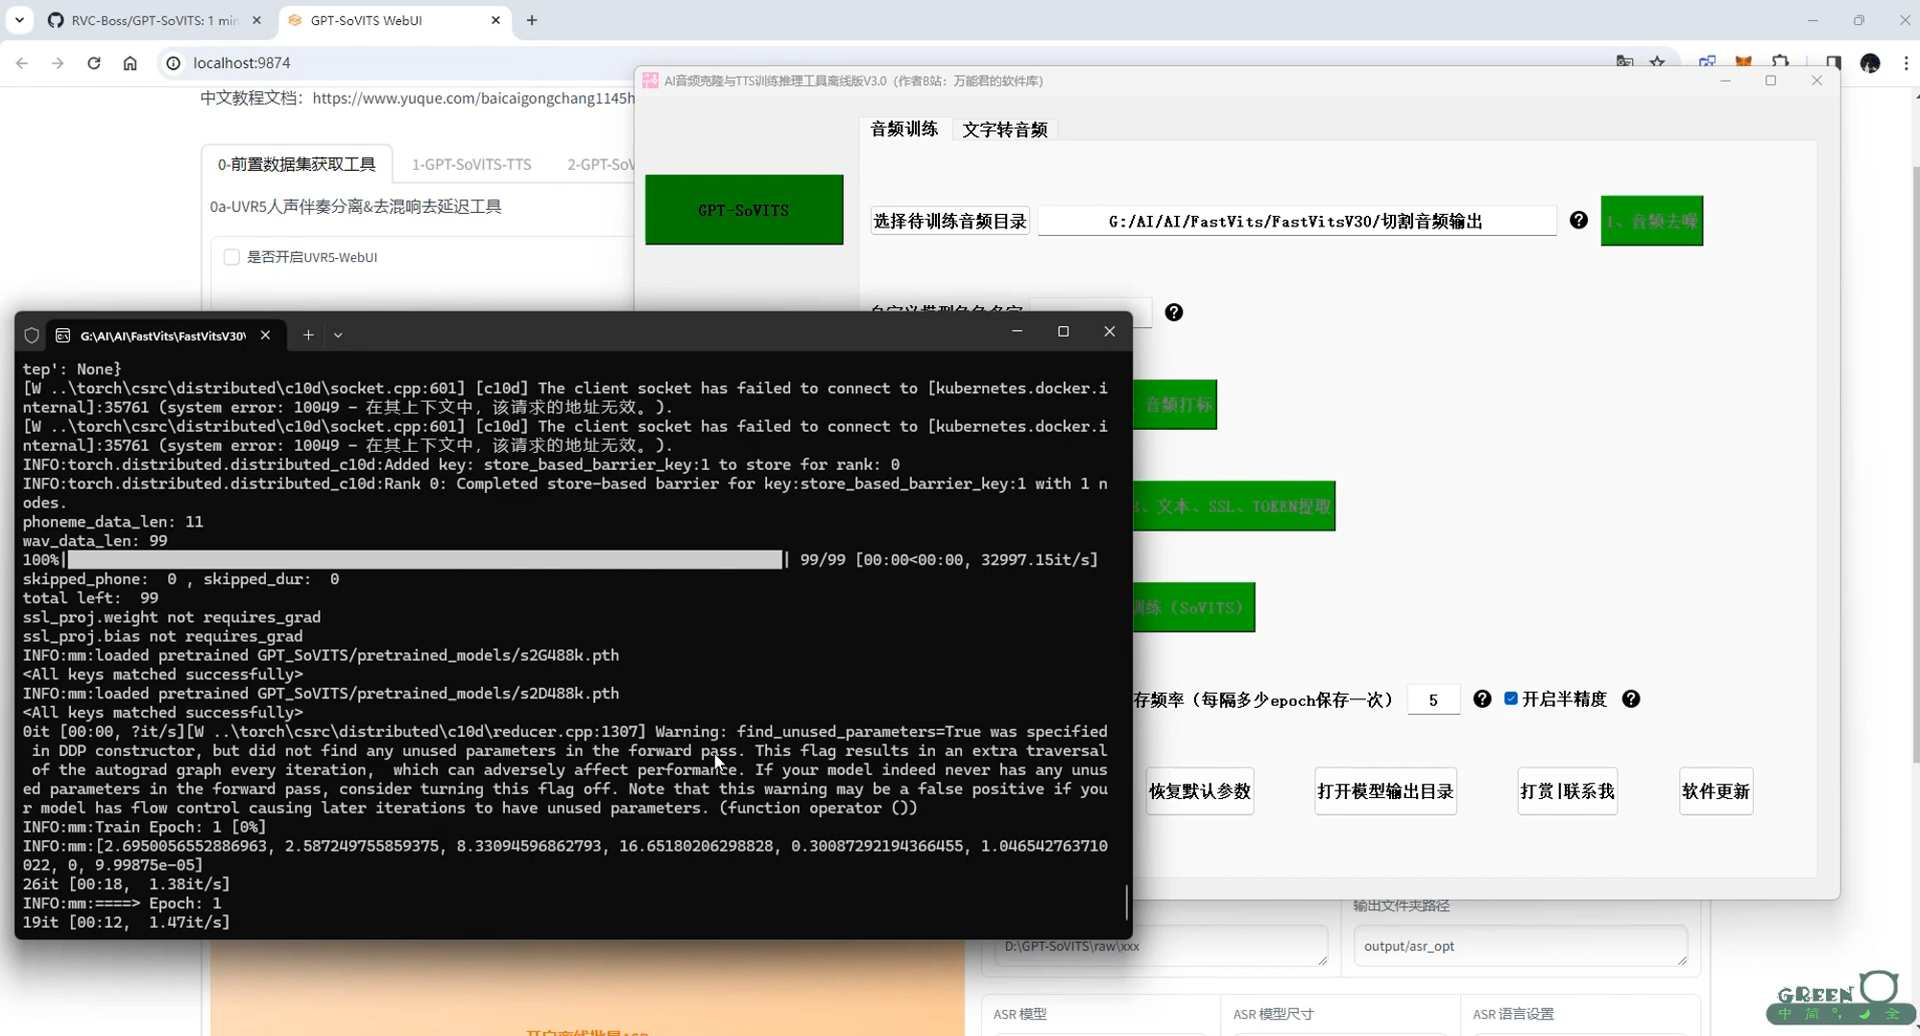 RVC-Boss/GPT-SoVITS: 1 min
GPT-SoVITS WebUI
localhost:9874
中文教程文档：https://www.yuque.com/baicaigongchang1145h
0-前置数据集获取工具
1-GPT-SoVITS-TTS
2-GPT-SoV
0a-UVR5人声伴奏分离&去混响去延迟工具
是否开启UVR5-WebUI
AI音频克隆与TTS训练推理工具离线版V3.0（作者B站：万能君的软件库）
音频训练
文字转音频
GPT-SoVITS
选择待训练音频目录
G:/AI/AI/FastVits/FastVitsV30/切割音频输出
1、音频去噪
自定义模型角色名字
、音频打标
3、文本、SSL、TOKEN提取
训练（SoVITS）
存频率（每隔多少epoch保存一次）
5
开启半精度
恢复默认参数
打开模型输出目录
打赏|联系我
软件更新
G:\AI\AI\FastVits\FastVitsV30\
tep': None}
[W ..\torch\csrc\distributed\c10d\socket.cpp:601] [c10d] The client socket has failed to connect to [kubernetes.docker.i
nternal]:35761 (system error: 10049 - 在其上下文中，该请求的地址无效。).
[W ..\torch\csrc\distributed\c10d\socket.cpp:601] [c10d] The client socket has failed to connect to [kubernetes.docker.i
nternal]:35761 (system error: 10049 - 在其上下文中，该请求的地址无效。).
INFO:torch.distributed.distributed_c10d:Added key: store_based_barrier_key:1 to store for rank: 0
INFO:torch.distributed.distributed_c10d:Rank 0: Completed store-based barrier for key:store_based_barrier_key:1 with 1 n
odes.
phoneme_data_len: 11
wav_data_len: 99
100%| | 99/99 [00:00<00:00, 32997.15it/s]
skipped_phone:  0 , skipped_dur:  0
total left:  99
ssl_proj.weight not requires_grad
ssl_proj.bias not requires_grad
INFO:mm:loaded pretrained GPT_SoVITS/pretrained_models/s2G488k.pth
<All keys matched successfully>
INFO:mm:loaded pretrained GPT_SoVITS/pretrained_models/s2D488k.pth
<All keys matched successfully>
0it [00:00, ?it/s][W ..\torch\csrc\distributed\c10d\reducer.cpp:1307] Warning: find_unused_parameters=True was specified
in DDP constructor, but did not find any unused parameters in the forward pass. This flag results in an extra traversal
of the autograd graph every iteration,  which can adversely affect performance. If your model indeed never has any unus
ed parameters in the forward pass, consider turning this flag off. Note that this warning may be a false positive if you
r model has flow control causing later iterations to have unused parameters. (function operator ())
INFO:mm:Train Epoch: 1 [0%]
INFO:mm:[2.6950056552886963, 2.587249755859375, 8.33094596862793, 16.65180206298828, 0.30087292194366455, 1.046542763710
022, 0, 9.99875e-05]
26it [00:18,  1.38it/s]
INFO:mm:====> Epoch: 1
19it [00:12,  1.47it/s]
输出文件夹路径
D:\GPT-SoVITS\raw\xxx
output/asr_opt
ASR 模型
ASR 模型尺寸
ASR 语言设置
开启离线批量ASR
GREEN
中 简 °, 全